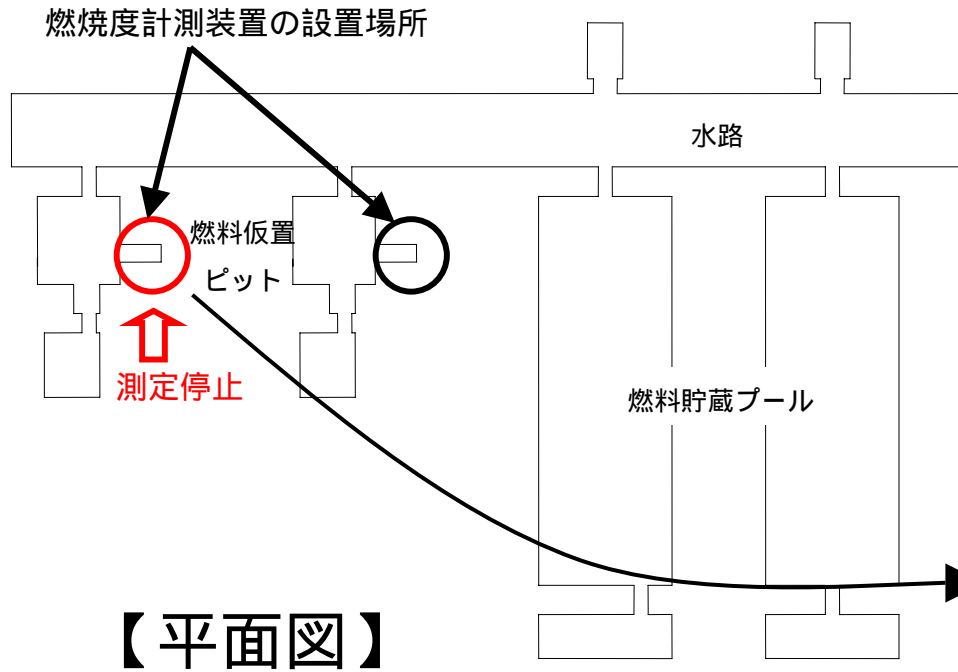 燃焼度計測装置の設置場所
水路
燃料仮置
ピット
測定停止
燃料貯蔵プール
【平面図】